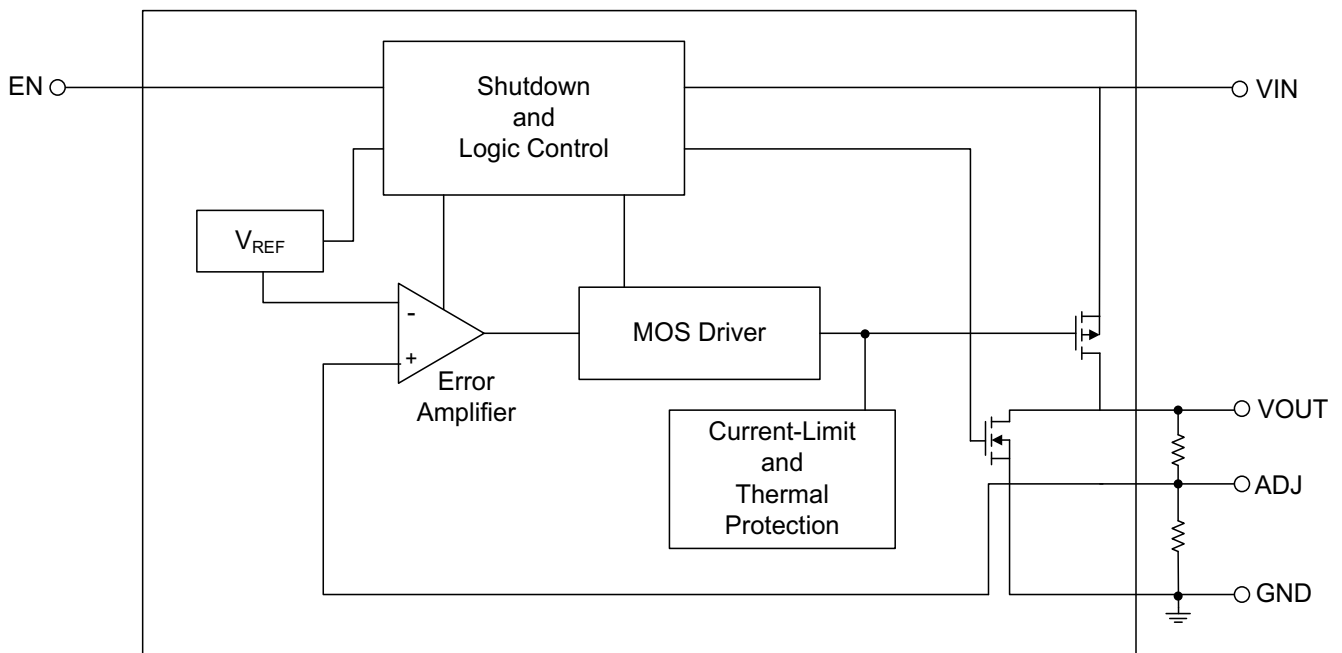 EN
Shutdown
and
Logic Control
VIN
VREF
-
+
Error
Amplifier
MOS Driver
Current-Limit
and
Thermal
Protection
VOUT
ADJ
GND